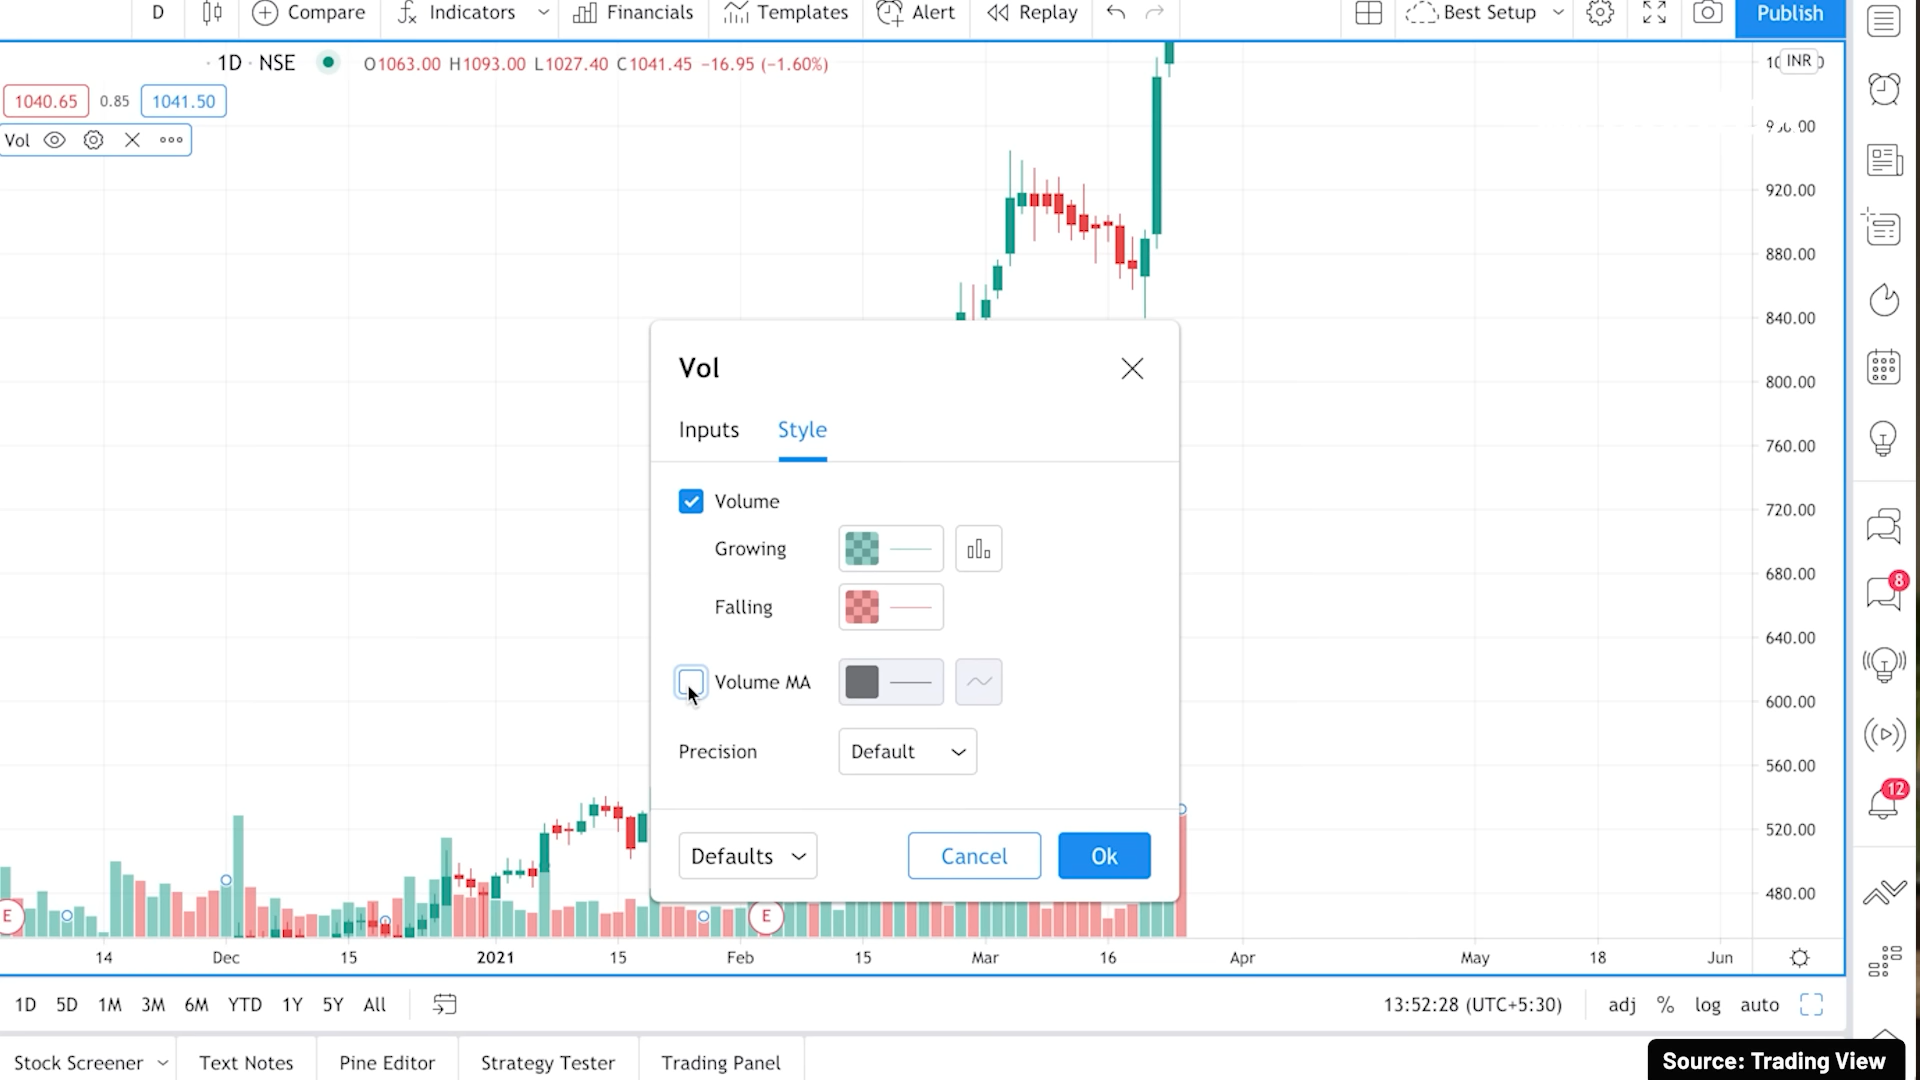 D Compare Indicators Financials Templates Alert Replay Best Setup Publish
· 1D · NSE O1063.00 H1093.00 L1027.40 C1041.45 −16.95 (−1.60%)
INR
1040.65 0.85 1041.50
Vol
920.00
880.00
840.00
800.00
760.00
720.00
680.00
640.00
600.00
560.00
520.00
480.00
Vol
Inputs Style
Volume
Growing
Falling
Volume MA
Precision Default
Defaults Cancel Ok
8
12
E E
14 Dec 15 2021 15 Feb 15 Mar 16 Apr May 18 Jun
1D 5D 1M 3M 6M YTD 1Y 5Y All 13:52:28 (UTC+5:30) adj % log auto
Stock Screener Text Notes Pine Editor Strategy Tester Trading Panel
Source: Trading View